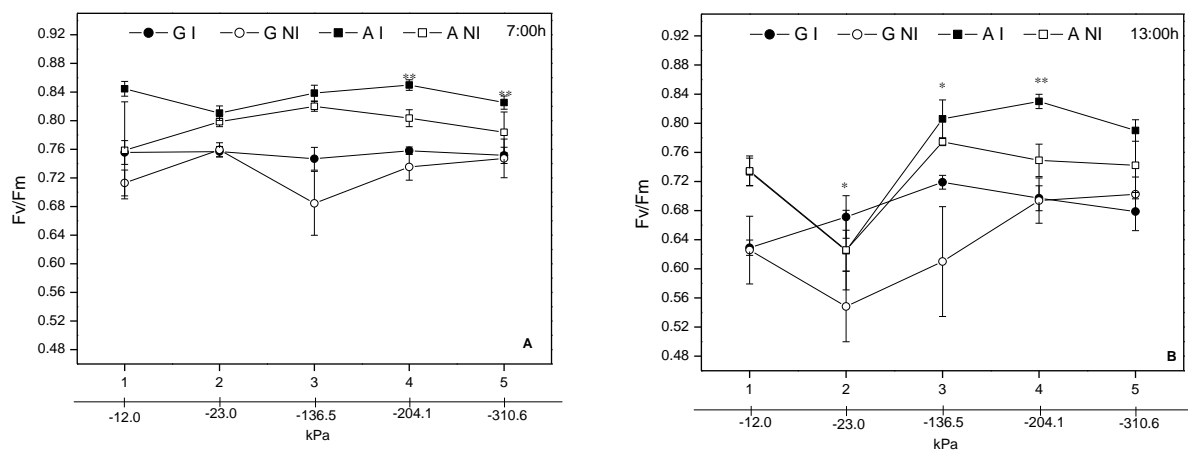 G I G NI A I A NI 7:00h
0.92
0.88
0.84
0.80
0.76
0.72
0.68
0.64
0.60
0.56
0.52
0.48
Fv/Fm
** **
A
1 2 3 4 5
-12.0 -23.0 -136.5 -204.1 -310.6
kPa
G I G NI A I A NI 13:00h
0.92
0.88
0.84
0.80
0.76
0.72
0.68
0.64
0.60
0.56
0.52
0.48
Fv/Fm
* * **
B
1 2 3 4 5
-12.0 -23.0 -136.5 -204.1 -310.6
kPa